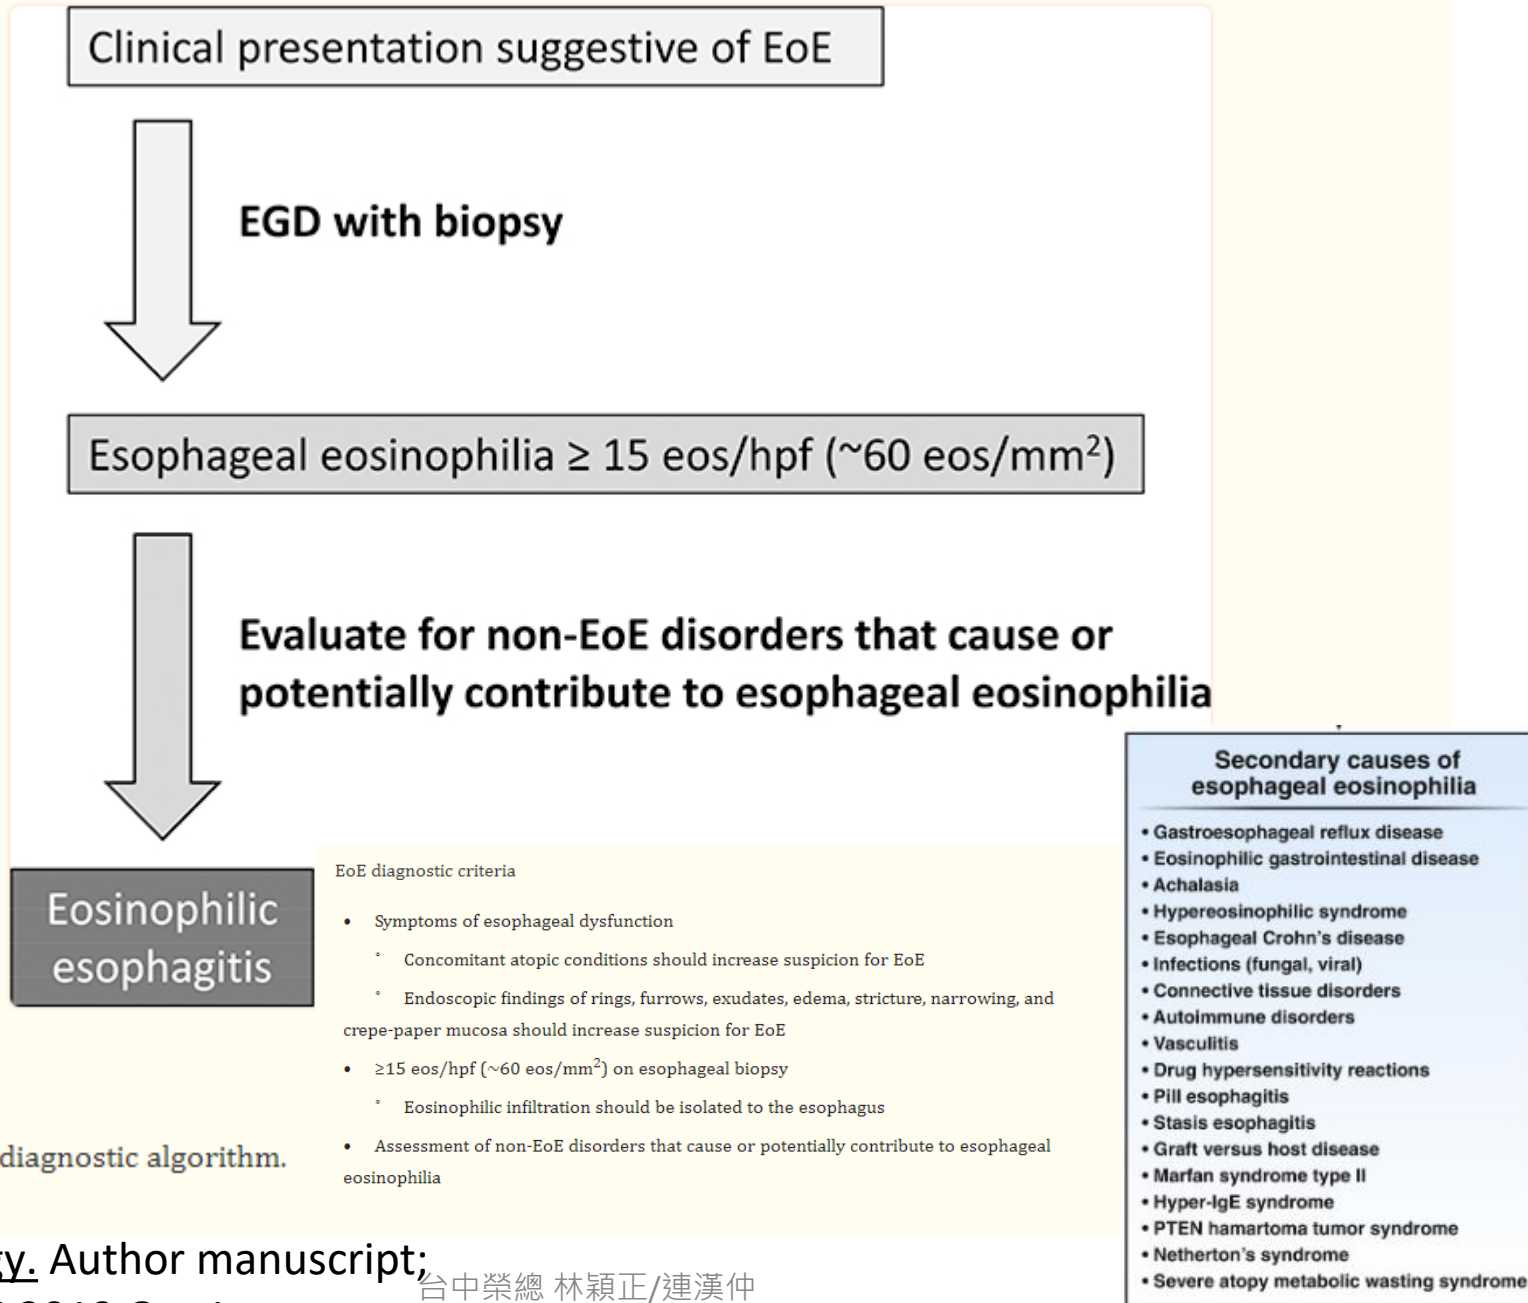 Clinical presentation suggestive of EoE
EGD with biopsy
Esophageal eosinophilia ≥ 15 eos/hpf (~60 eos/mm²)
Evaluate for non-EoE disorders that cause or
potentially contribute to esophageal eosinophilia
Eosinophilic
esophagitis
EoE diagnostic criteria
• Symptoms of esophageal dysfunction
° Concomitant atopic conditions should increase suspicion for EoE
° Endoscopic findings of rings, furrows, exudates, edema, stricture, narrowing, and
crepe-paper mucosa should increase suspicion for EoE
• ≥15 eos/hpf (~60 eos/mm²) on esophageal biopsy
° Eosinophilic infiltration should be isolated to the esophagus
• Assessment of non-EoE disorders that cause or potentially contribute to esophageal
eosinophilia
Secondary causes of
esophageal eosinophilia
• Gastroesophageal reflux disease
• Eosinophilic gastrointestinal disease
• Achalasia
• Hypereosinophilic syndrome
• Esophageal Crohn's disease
• Infections (fungal, viral)
• Connective tissue disorders
• Autoimmune disorders
• Vasculitis
• Drug hypersensitivity reactions
• Pill esophagitis
• Stasis esophagitis
• Graft versus host disease
• Marfan syndrome type II
• Hyper-IgE syndrome
• PTEN hamartoma tumor syndrome
• Netherton's syndrome
• Severe atopy metabolic wasting syndrome
diagnostic algorithm.
gy. Author manuscript;
台中榮總 林穎正/連漢仲